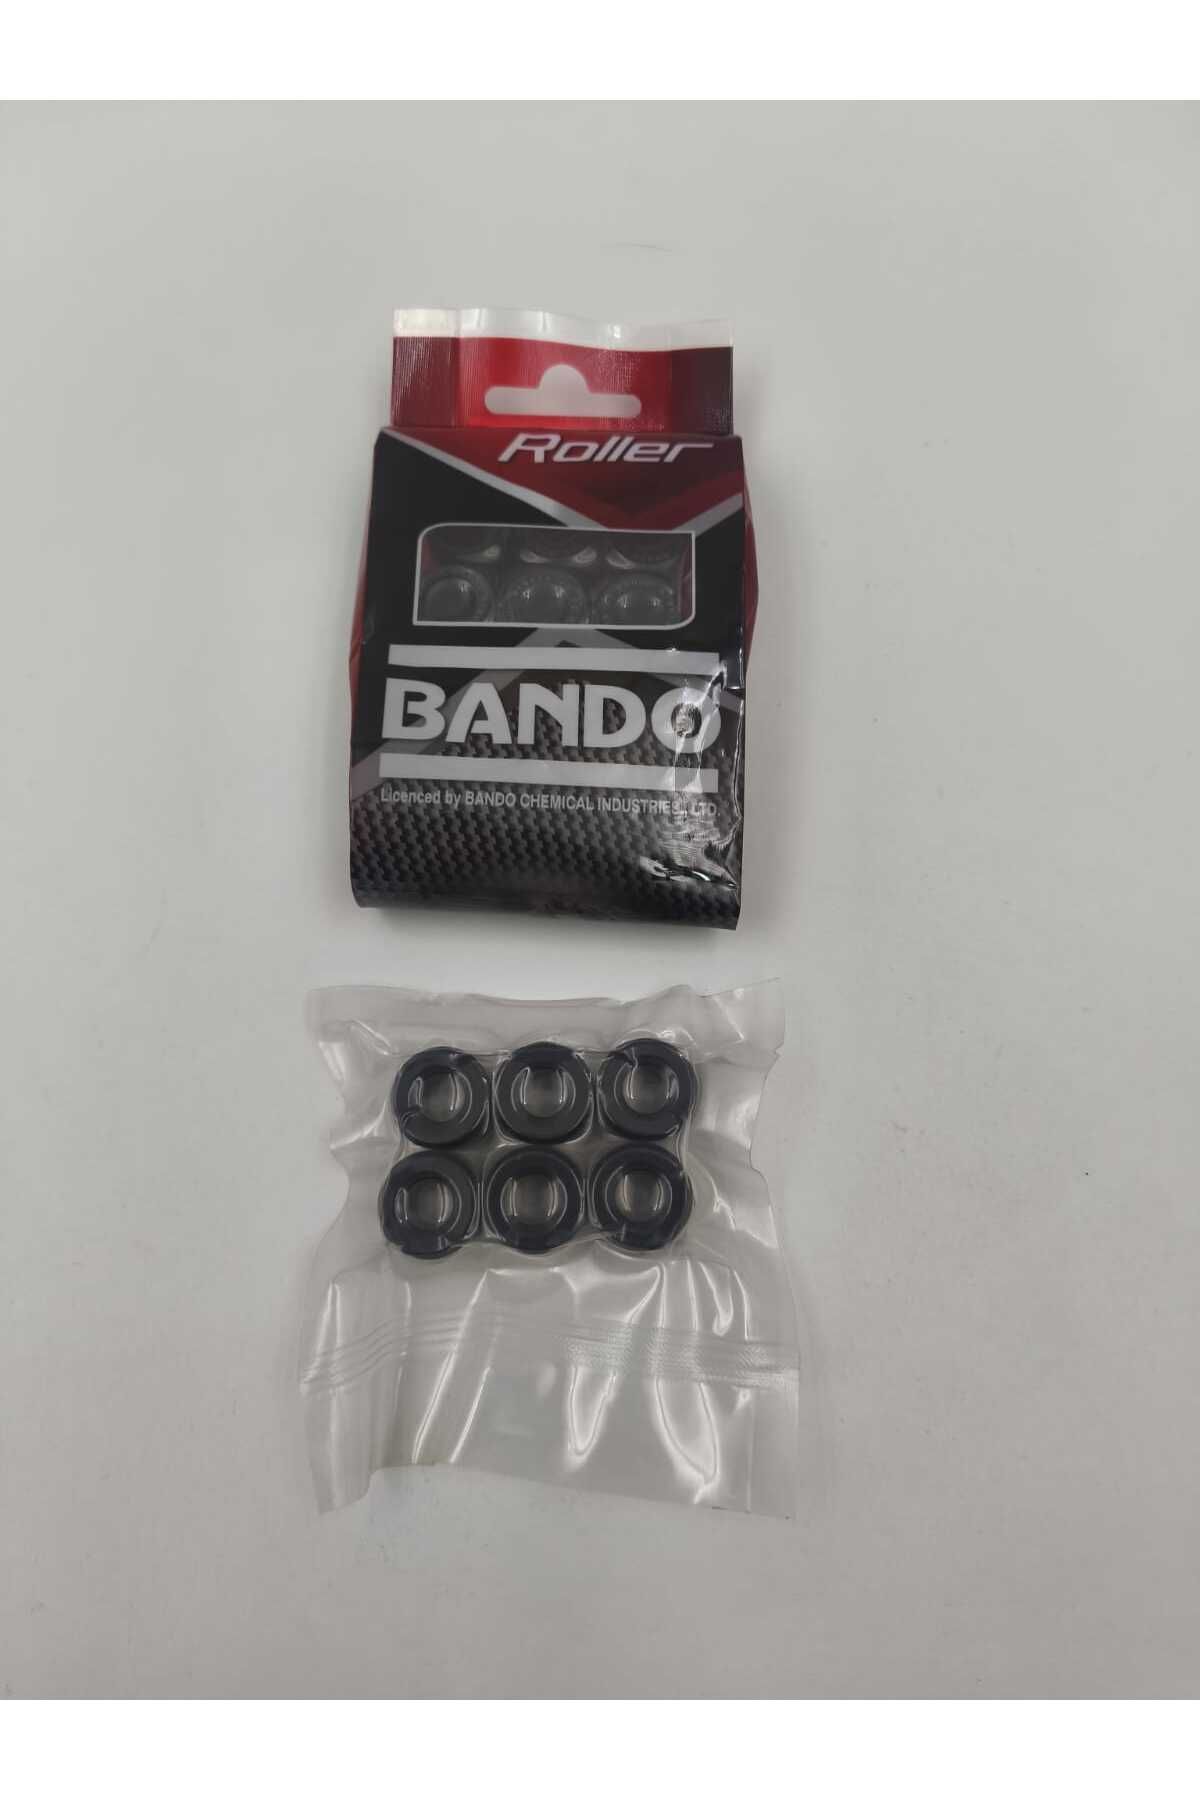 Roller
BANDO
Licenced by BANDO CHEMICAL INDUSTRIES, LTD.